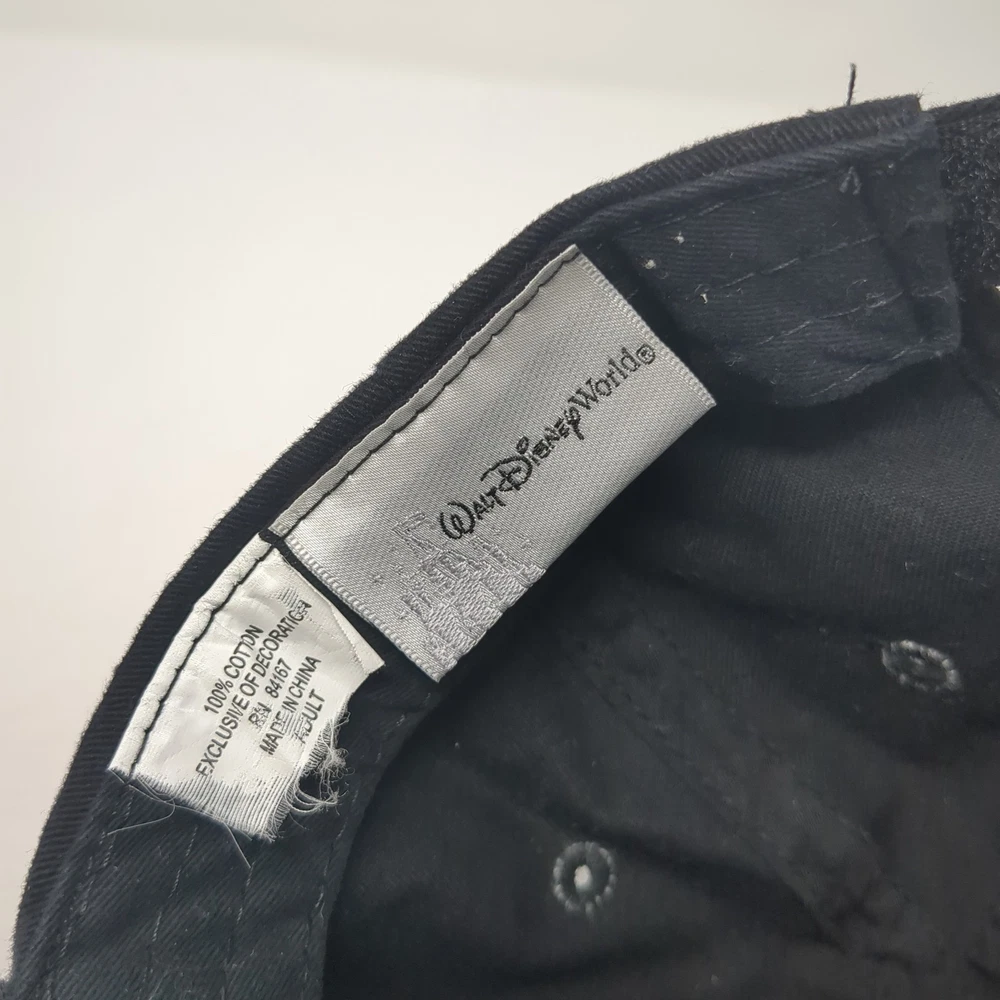 WALT DISNEY World®
100% COTTON
EXCLUSIVE OF DECORATION
RN 84167
MADE IN CHINA
ADULT